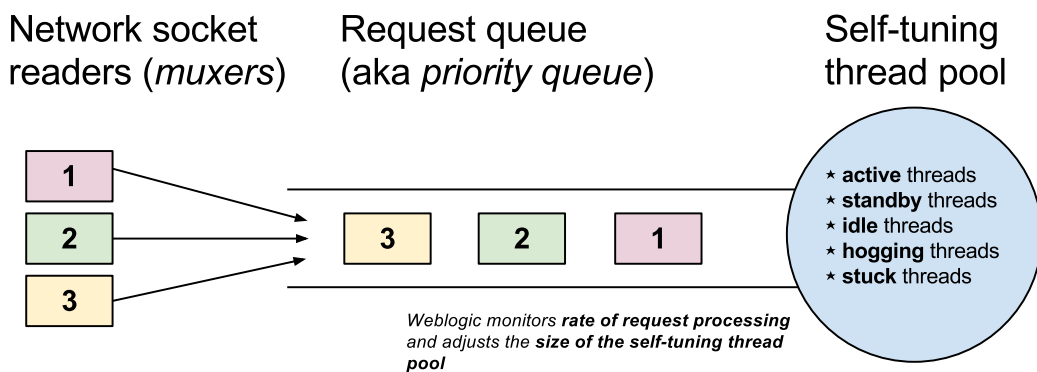 Network socket
readers (muxers)
Request queue
(aka priority queue)
Self-tuning
thread pool
1
2
3
3
2
1
★ active threads
★ standby threads
★ idle threads
★ hogging threads
★ stuck threads
Weblogic monitors rate of request processing
and adjusts the size of the self-tuning thread
pool